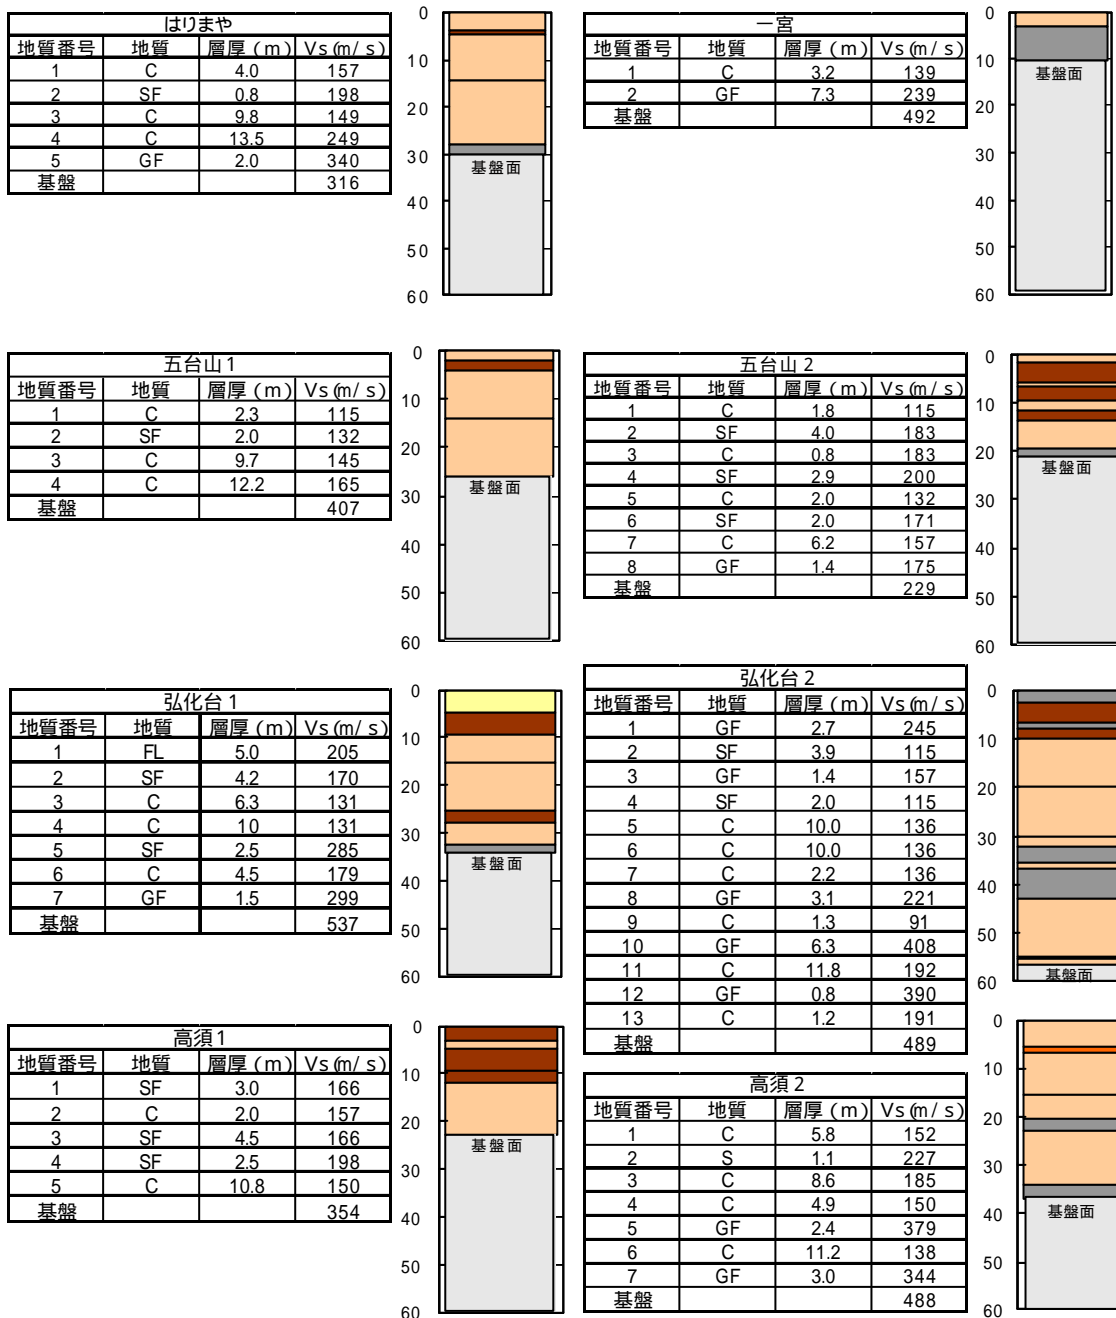 はりまや
地質番号 地質 層厚(m) Vs(m/s)
1 C 4.0 157
2 SF 0.8 198
3 C 9.8 149
4 C 13.5 249
5 GF 2.0 340
基盤 316
0
10
20
30
40
50
60
基盤面
一宮
地質番号 地質 層厚(m) Vs(m/s)
1 C 3.2 139
2 GF 7.3 239
基盤 492
0
10
20
30
40
50
60
基盤面
五台山1
地質番号 地質 層厚(m) Vs(m/s)
1 C 2.3 115
2 SF 2.0 132
3 C 9.7 145
4 C 12.2 165
基盤 407
0
10
20
30
40
50
60
基盤面
五台山2
地質番号 地質 層厚(m) Vs(m/s)
1 C 1.8 115
2 SF 4.0 183
3 C 0.8 183
4 SF 2.9 200
5 C 2.0 132
6 SF 2.0 171
7 C 6.2 157
8 GF 1.4 175
基盤 229
0
10
20
30
40
50
60
基盤面
弘化台1
地質番号 地質 層厚(m) Vs(m/s)
1 FL 5.0 205
2 SF 4.2 170
3 C 6.3 131
4 C 10 131
5 SF 2.5 285
6 C 4.5 179
7 GF 1.5 299
基盤 537
0
10
20
30
40
50
60
基盤面
弘化台2
地質番号 地質 層厚(m) Vs(m/s)
1 GF 2.7 245
2 SF 3.9 115
3 GF 1.4 157
4 SF 2.0 115
5 C 10.0 136
6 C 10.0 136
7 C 2.2 136
8 GF 3.1 221
9 C 1.3 91
10 GF 6.3 408
11 C 11.8 192
12 GF 0.8 390
13 C 1.2 191
基盤 489
0
10
20
30
40
50
60
基盤面
高須1
地質番号 地質 層厚(m) Vs(m/s)
1 SF 3.0 166
2 C 2.0 157
3 SF 4.5 166
4 SF 2.5 198
5 C 10.8 150
基盤 354
0
10
20
30
40
50
60
基盤面
高須2
地質番号 地質 層厚(m) Vs(m/s)
1 C 5.8 152
2 S 1.1 227
3 C 8.6 185
4 C 4.9 150
5 GF 2.4 379
6 C 11.2 138
7 GF 3.0 344
基盤 488
0
10
20
30
40
50
60
基盤面